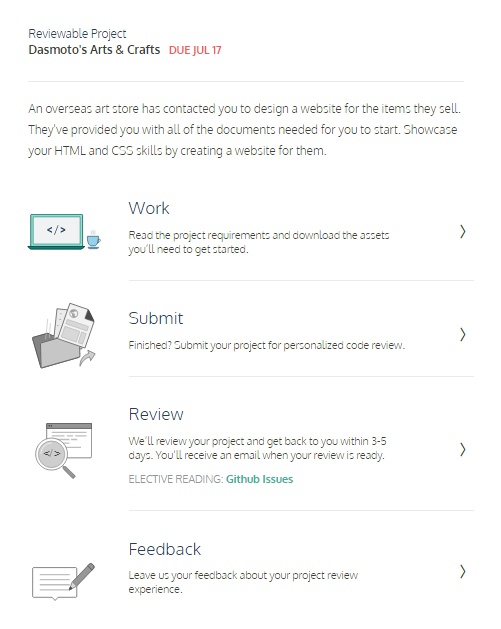 Reviewable Project
Dasmoto's Arts & Crafts DUE JUL 17
An overseas art store has contacted you to design a website for the items they sell.
They've provided you with all of the documents needed for you to start. Showcase
your HTML and CSS skills by creating a website for them.
</>
Work
Read the project requirements and download the assets
you'll need to get started.
Submit
Finished? Submit your project for personalized code review.
</>
Review
We'll review your project and get back to you within 3-5
days. You'll receive an email when your review is ready.
ELECTIVE READING: Github Issues
Feedback
Leave us your feedback about your project review
experience.